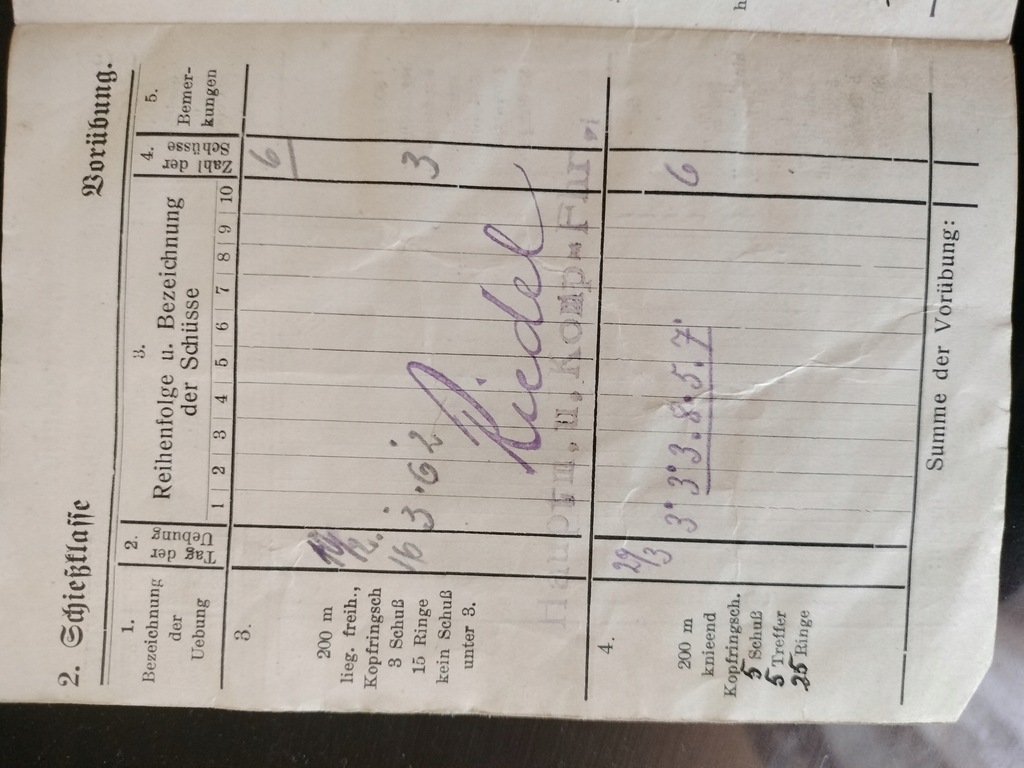 2. Schießklasse
Vorübung.
1.
Bezeichnung
der
Uebung
2.
Tag der
Uebung
3.
Reihenfolge u. Bezeichnung
der Schüsse
1 2 3 4 5 6 7 8 9 10
4.
Zahl der
Schüsse
5.
Bemer-
kungen
3.
200 m
lieg. freih.,
Kopfringsch
3 Schuß
15 Ringe
kein Schuß
unter 3.
6
3
Riedel
Hauptm. u. Komp-Führ.
4.
200 m
knieend
Kopfringsch.
5 Schuß
5 Treffer
25 Ringe
29
3
3 3 3. 8. 5. 7
6
Summe der Vorübung: